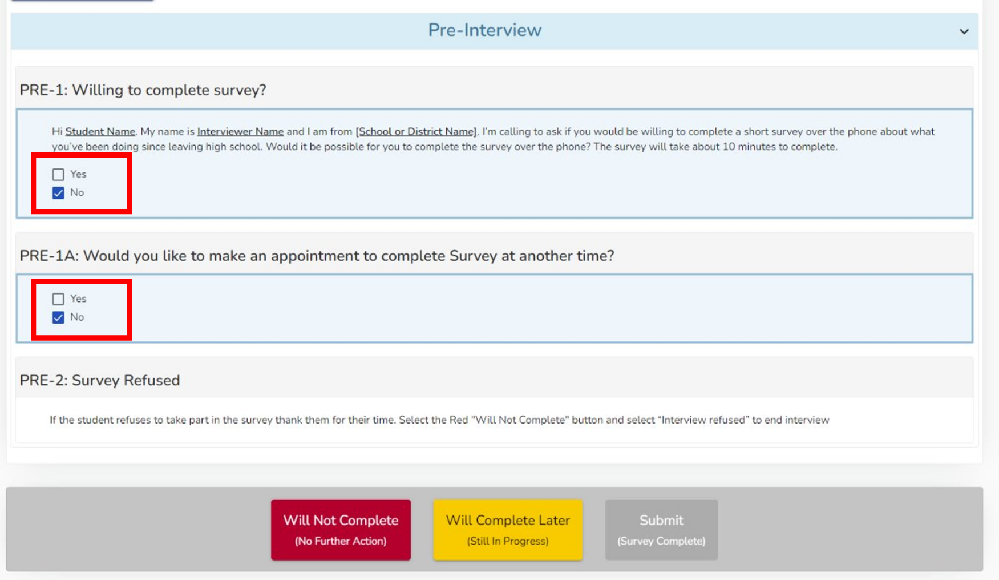 Pre-Interview
PRE-1: Willing to complete survey?
Hi Student Name. My name is Interviewer Name and I am from [School or District Name]. I'm calling to ask if you would be willing to complete a short survey over the phone about what
you've been doing since leaving high school. Would it be possible for you to complete the survey over the phone? The survey will take about 10 minutes to complete.
Yes
No
PRE-1A: Would you like to make an appointment to complete Survey at another time?
Yes
No
PRE-2: Survey Refused
If the student refuses to take part in the survey thank them for their time. Select the Red "Will Not Complete" button and select “Interview refused” to end interview
Will Not Complete
(No Further Action)
Will Complete Later
(Still In Progress)
Submit
(Survey Complete)